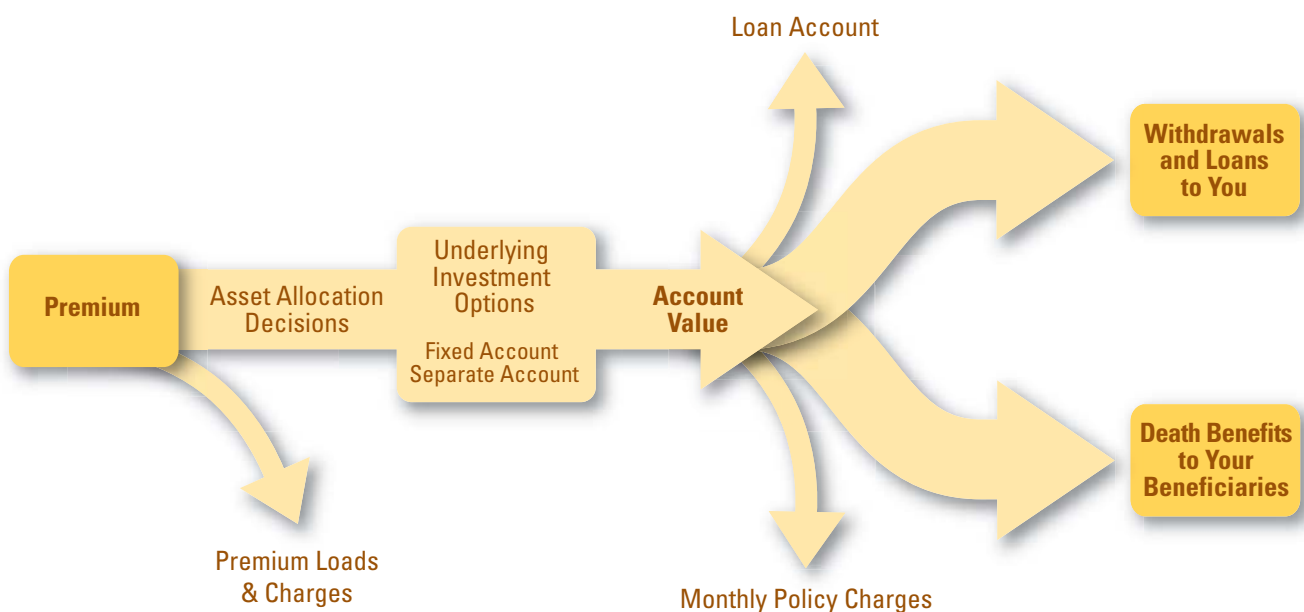 Loan Account
Withdrawals
and Loans
to You
Premium
Asset Allocation
Decisions
Underlying
Investment
Options
Fixed Account
Separate Account
Account
Value
Death Benefits
to Your
Beneficiaries
Premium Loads
& Charges
Monthly Policy Charges